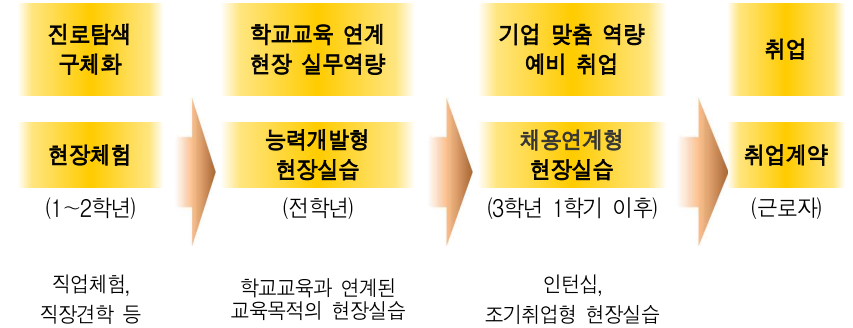 진로탐색
구체화
학교교육 연계
현장 실무역량
기업 맞춤 역량
예비 취업
취업
현장체험
능력개발형
현장실습
채용연계형
현장실습
취업계약
(1~2학년)
(전학년)
(3학년 1학기 이후)
(근로자)
직업체험,
직장견학 등
학교교육과 연계된
교육목적의 현장실습
인턴십,
조기취업형 현장실습